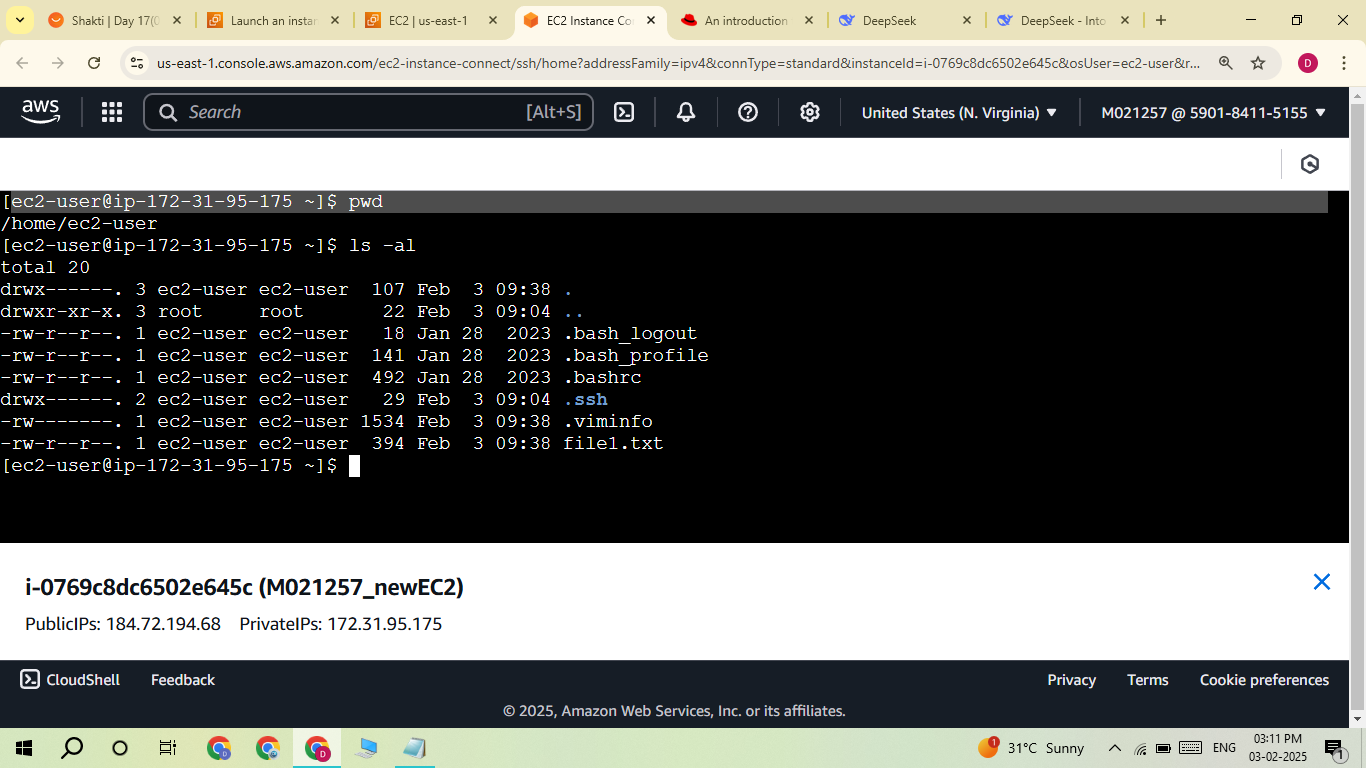 Shakti | Day 17(0
Launch an instan
EC2 | us-east-1
EC2 Instance Co
An introduction
DeepSeek
DeepSeek - Into
us-east-1.console.aws.amazon.com/ec2-instance-connect/ssh/home?addressFamily=ipv4&connType=standard&instanceId=i-0769c8dc6502e645c&osUser=ec2-user&r...
D
aws
Search
[Alt+S]
United States (N. Virginia) ▼
M021257 @ 5901-8411-5155 ▼
[ec2-user@ip-172-31-95-175 ~]$ pwd
/home/ec2-user
[ec2-user@ip-172-31-95-175 ~]$ ls -al
total 20
drwx------. 3 ec2-user ec2-user  107 Feb  3 09:38 .
drwxr-xr-x. 3 root     root       22 Feb  3 09:04 ..
-rw-r--r--. 1 ec2-user ec2-user   18 Jan 28  2023 .bash_logout
-rw-r--r--. 1 ec2-user ec2-user  141 Jan 28  2023 .bash_profile
-rw-r--r--. 1 ec2-user ec2-user  492 Jan 28  2023 .bashrc
drwx------. 2 ec2-user ec2-user   29 Feb  3 09:04 .ssh
-rw-------. 1 ec2-user ec2-user 1534 Feb  3 09:38 .viminfo
-rw-r--r--. 1 ec2-user ec2-user  394 Feb  3 09:38 file1.txt
[ec2-user@ip-172-31-95-175 ~]$
i-0769c8dc6502e645c (M021257_newEC2)
PublicIPs: 184.72.194.68    PrivateIPs: 172.31.95.175
CloudShell
Feedback
Privacy
Terms
Cookie preferences
© 2025, Amazon Web Services, Inc. or its affiliates.
D
D
1
31°C Sunny
ENG
03:11 PM
03-02-2025
1